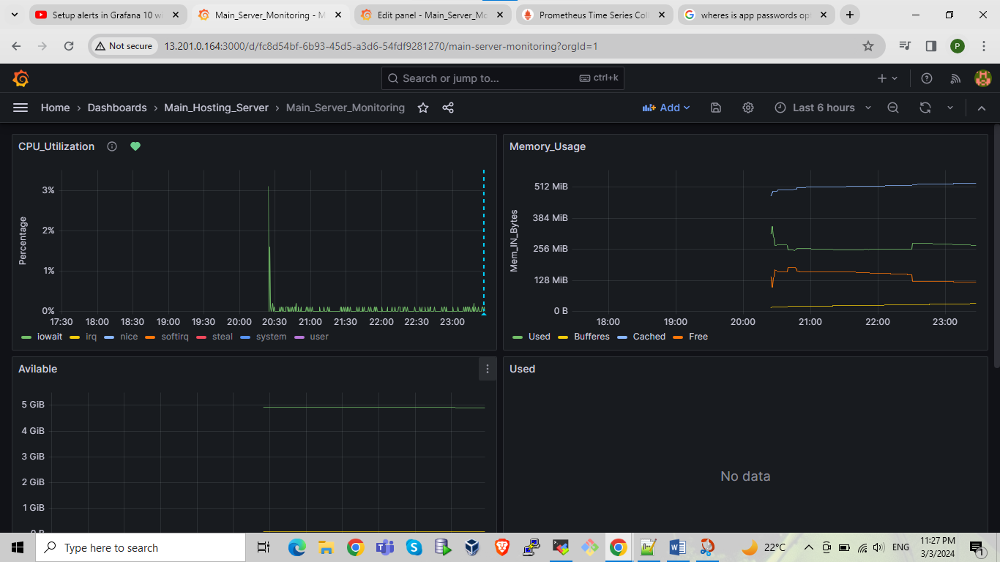 Setup alerts in Grafana 10 wi
Main_Server_Monitoring - M
Edit panel - Main_Server_Mo
Prometheus Time Series Coll
wheres is app passwords op
Not secure
13.201.0.164:3000/d/fc8d54bf-6b93-45d5-a3d6-54fdf9281270/main-server-monitoring?orgId=1
P
Search or jump to...
ctrl+k
Home
Dashboards
Main_Hosting_Server
Main_Server_Monitoring
Add
Last 6 hours
CPU_Utilization
Percentage
3%
2%
1%
0%
17:30 18:00 18:30 19:00 19:30 20:00 20:30 21:00 21:30 22:00 22:30 23:00
iowait irq nice softirq steal system user
Memory_Usage
Mem_IN_Bytes
512 MiB
384 MiB
256 MiB
128 MiB
0 B
18:00 19:00 20:00 21:00 22:00 23:00
Used Bufferes Cached Free
Avilable
5 GiB
4 GiB
3 GiB
2 GiB
1 GiB
0 B
Used
No data
Type here to search
22°C
ENG
11:27 PM
3/3/2024
1